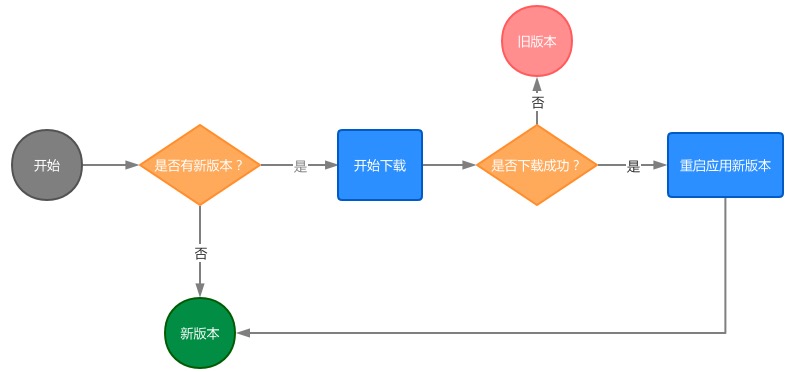 旧版本
否
开始
是否有新版本？
是
开始下载
是否下载成功？
是
重启应用新版本
否
新版本